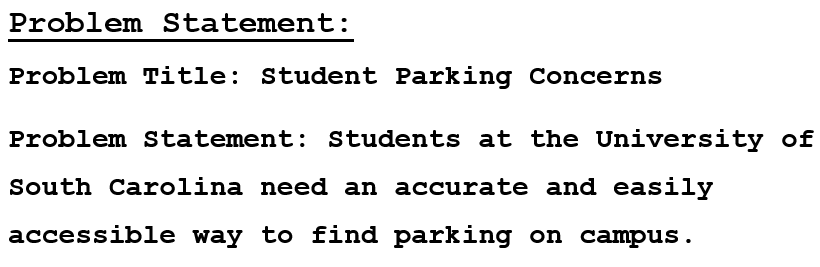 Problem Statement:
Problem Title: Student Parking Concerns
Problem Statement: Students at the University of
South Carolina need an accurate and easily
accessible way to find parking on campus.